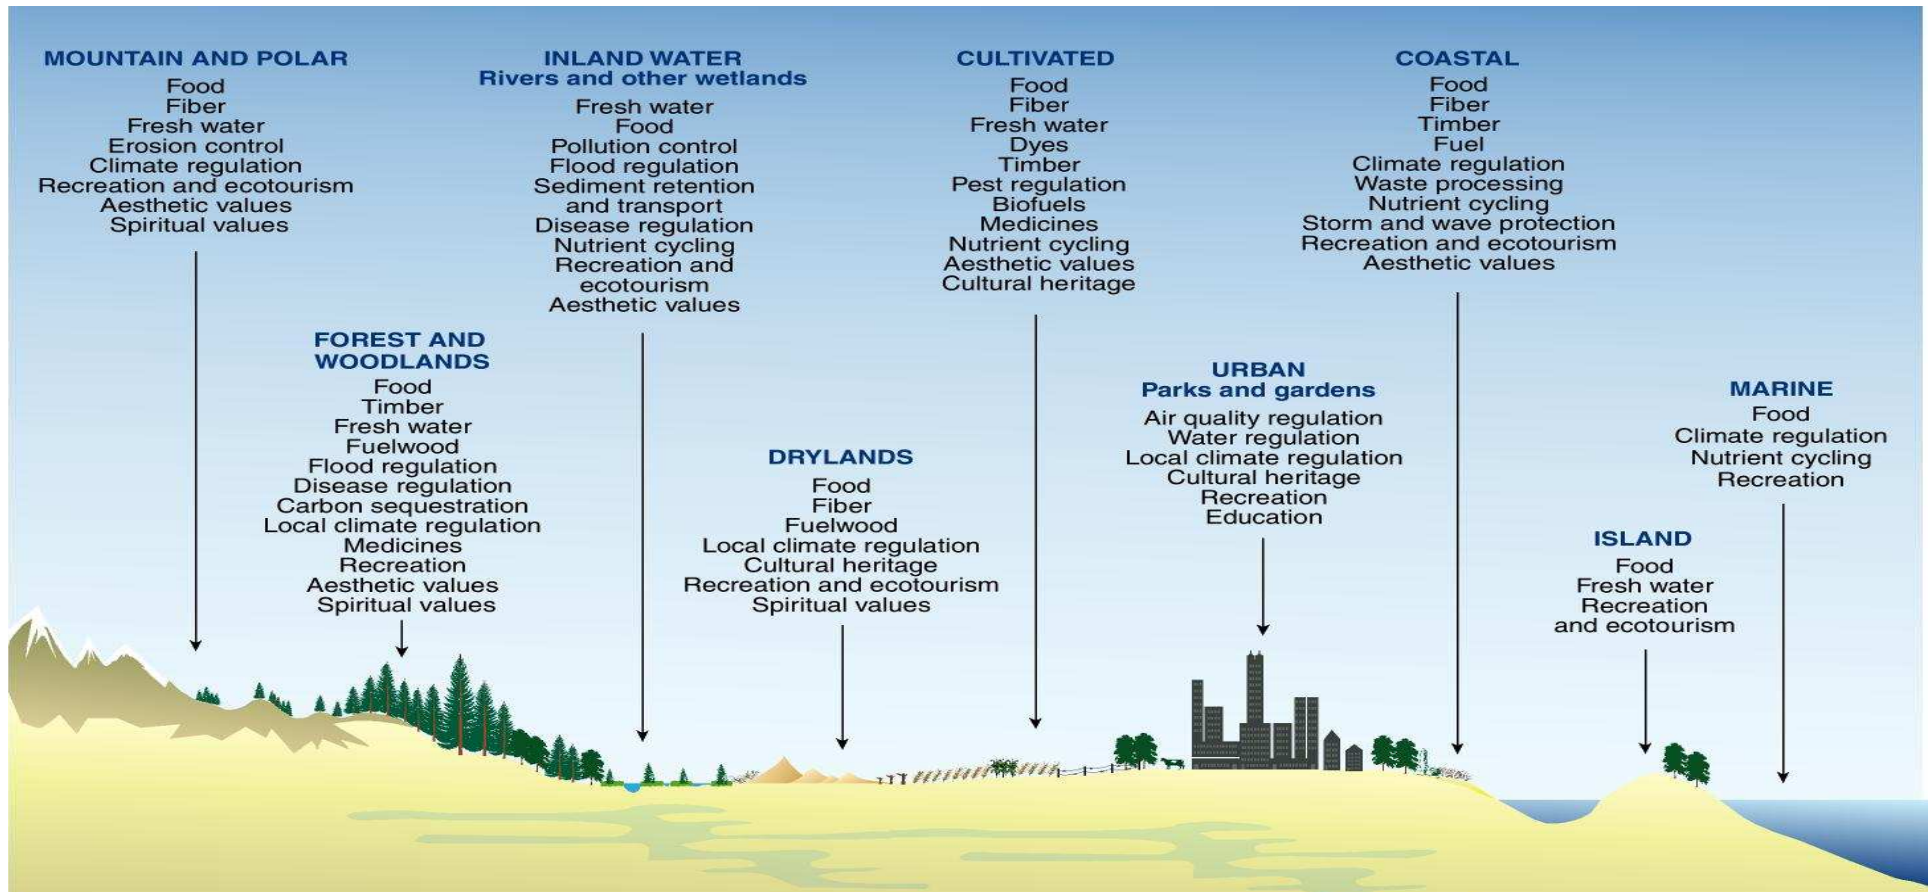 MOUNTAIN AND POLAR
Food
Fiber
Fresh water
Erosion control
Climate regulation
Recreation and ecotourism
Aesthetic values
Spiritual values
FOREST AND
WOODLANDS
Food
Timber
Fresh water
Fuelwood
Flood regulation
Disease regulation
Carbon sequestration
Local climate regulation
Medicines
Recreation
Aesthetic values
Spiritual values
INLAND WATER
Rivers and other wetlands
Fresh water
Food
Pollution control
Flood regulation
Sediment retention
and transport
Disease regulation
Nutrient cycling
Recreation and
ecotourism
Aesthetic values
DRYLANDS
Food
Fiber
Fuelwood
Local climate regulation
Cultural heritage
Recreation and ecotourism
Spiritual values
CULTIVATED
Food
Fiber
Fresh water
Dyes
Timber
Pest regulation
Biofuels
Medicines
Nutrient cycling
Aesthetic values
Cultural heritage
URBAN
Parks and gardens
Air quality regulation
Water regulation
Local climate regulation
Cultural heritage
Recreation
Education
COASTAL
Food
Fiber
Timber
Fuel
Climate regulation
Waste processing
Nutrient cycling
Storm and wave protection
Recreation and ecotourism
Aesthetic values
ISLAND
Food
Fresh water
Recreation
and ecotourism
MARINE
Food
Climate regulation
Nutrient cycling
Recreation